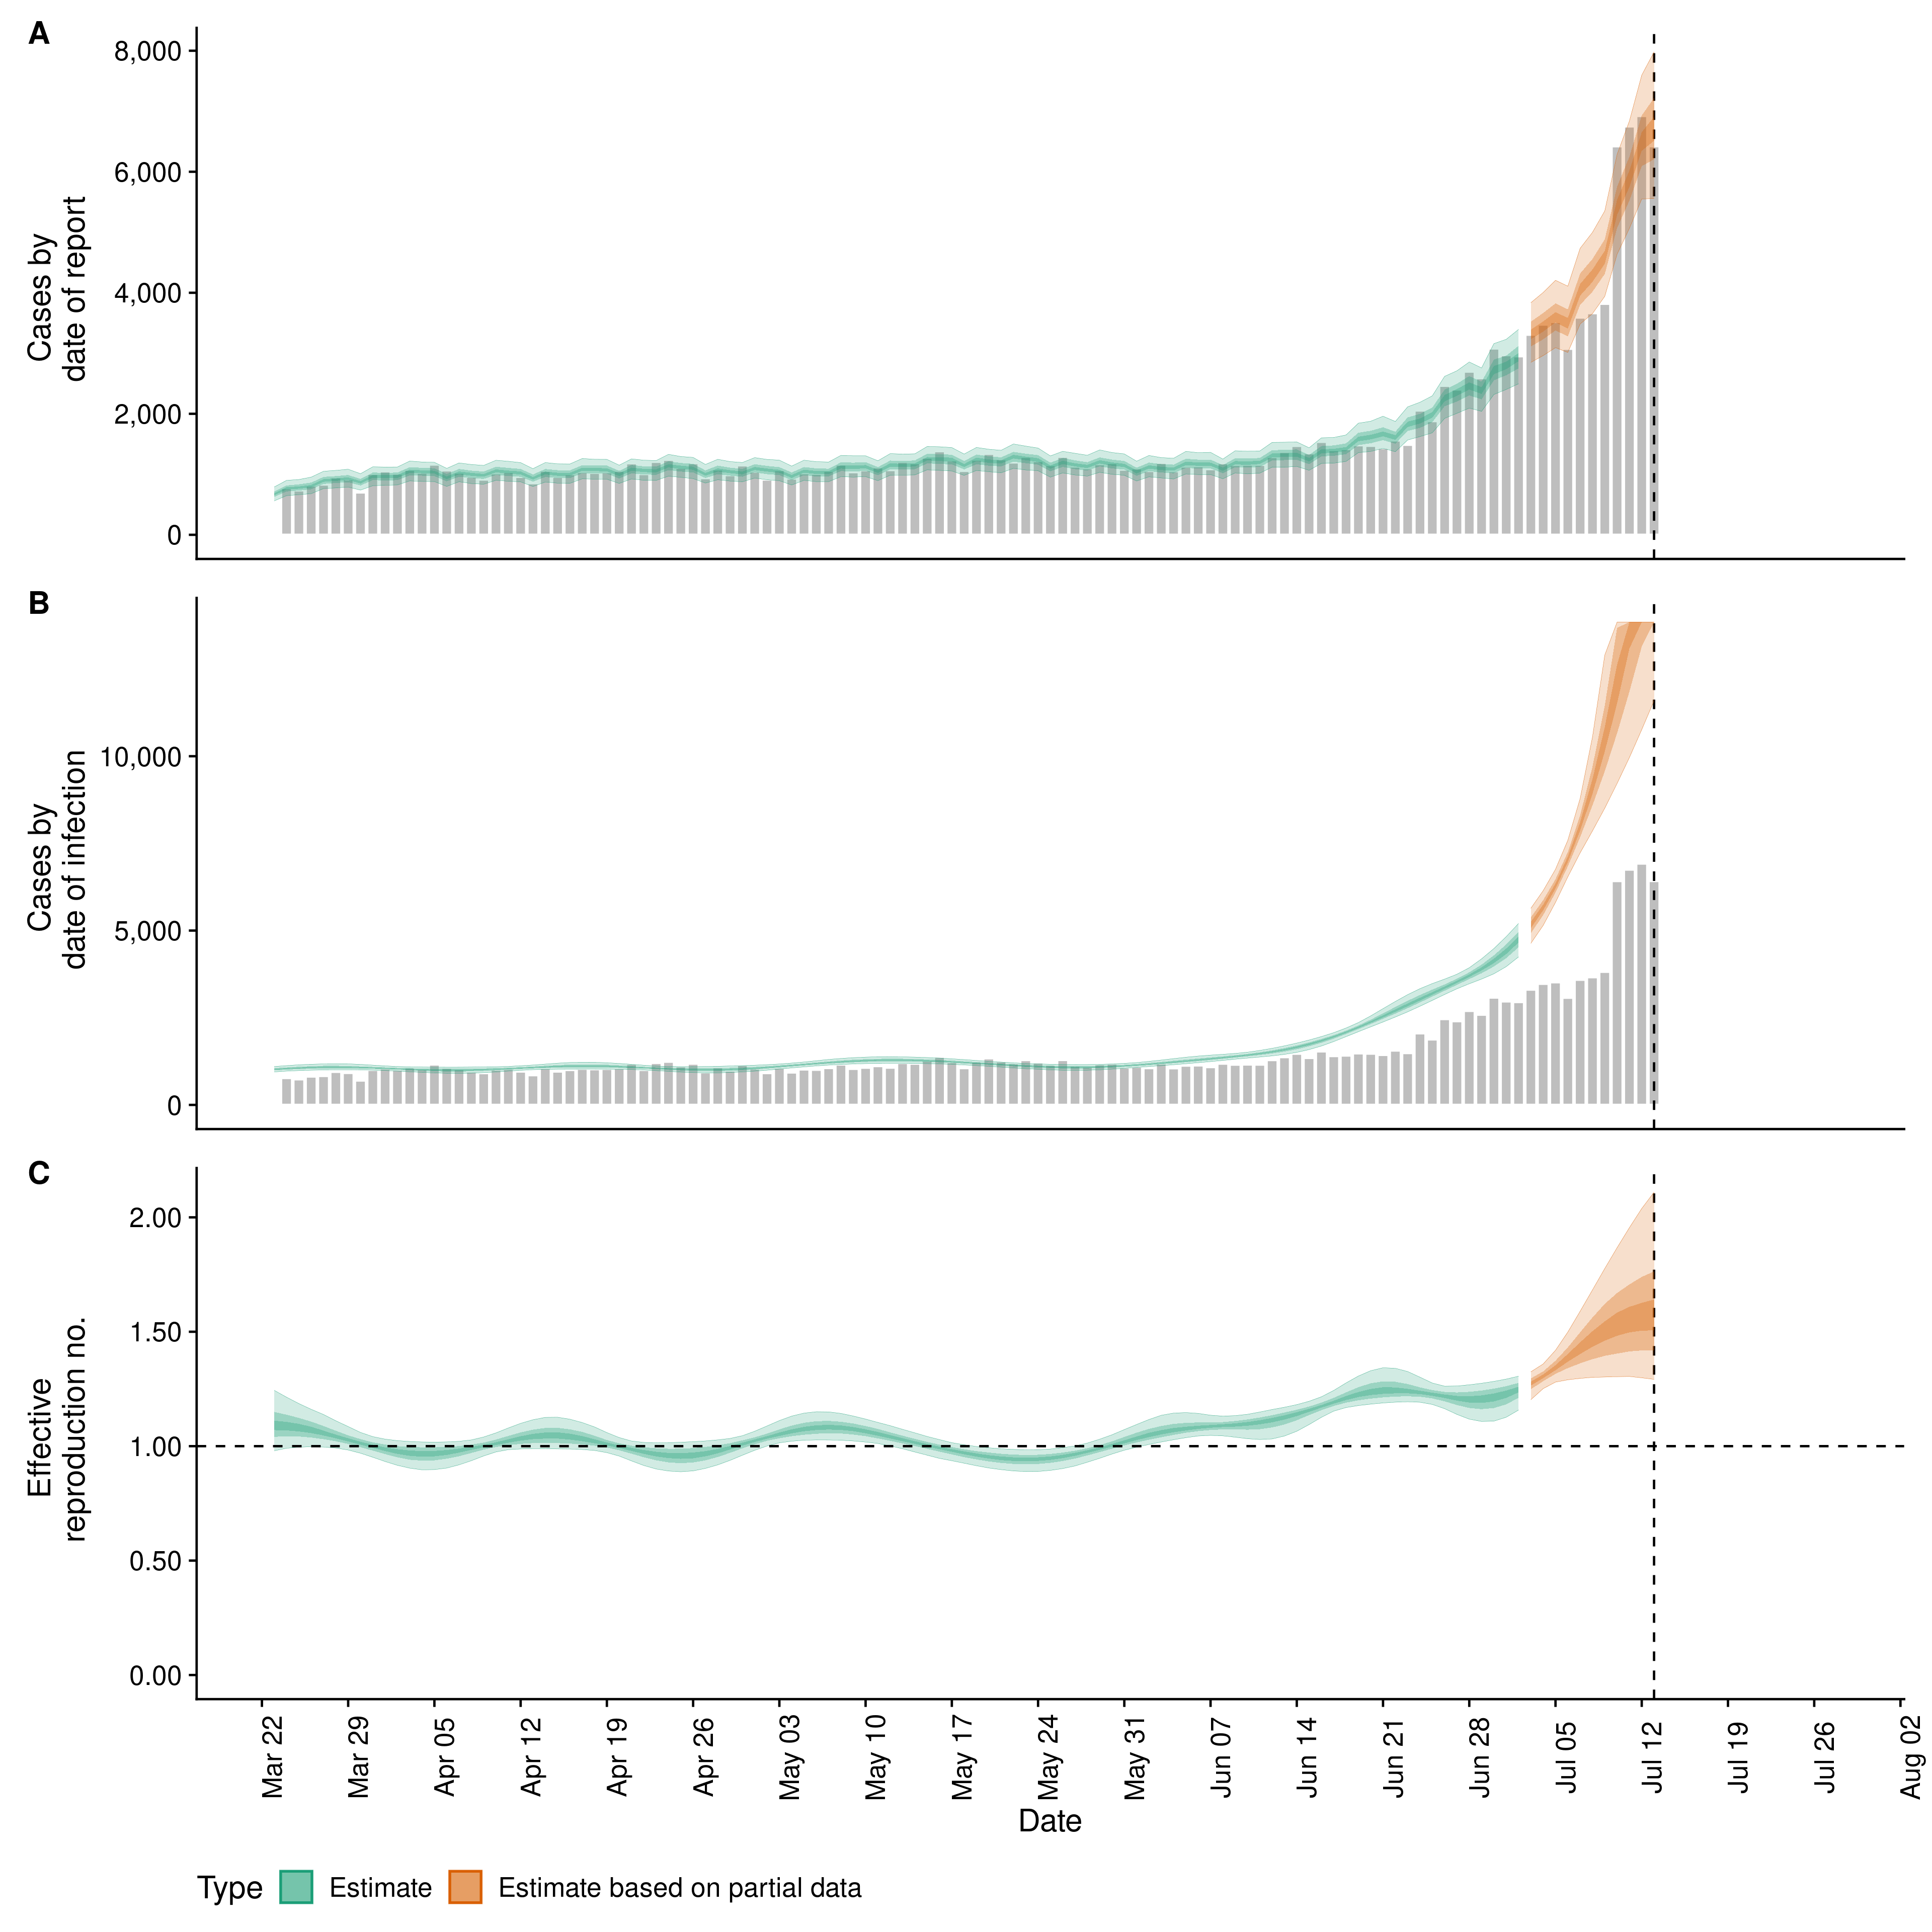 A
Cases by
date of report
8,000
6,000
4,000
2,000
0
B
Cases by
date of infection
10,000
5,000
0
C
Effective
reproduction no.
2.00
1.50
1.00
0.50
0.00
Mar 22
Mar 29
Apr 05
Apr 12
Apr 19
Apr 26
May 03
May 10
May 17
May 24
May 31
Jun 07
Jun 14
Jun 21
Jun 28
Jul 05
Jul 12
Jul 19
Jul 26
Aug 02
Date
Type Estimate Estimate based on partial data